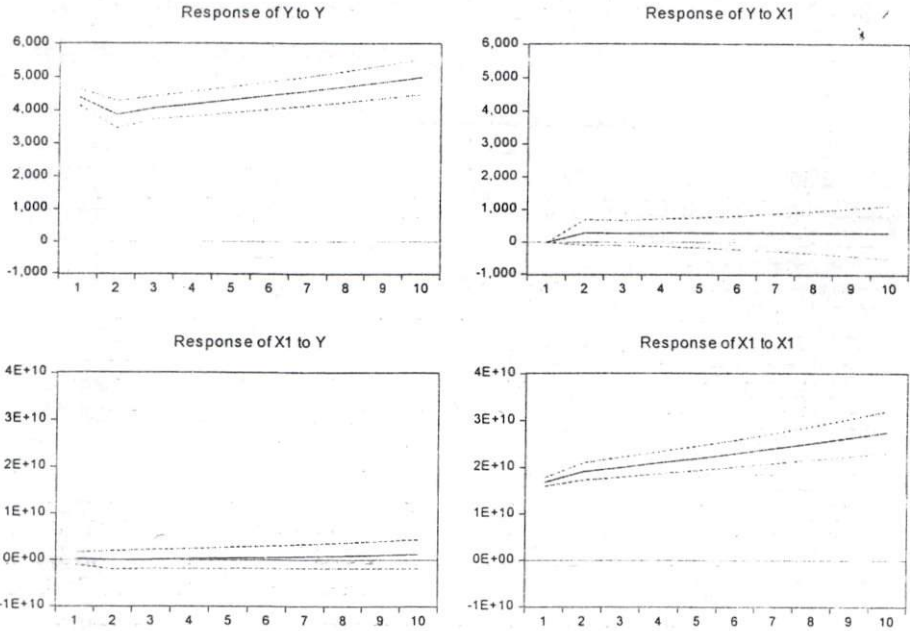 Response of Y to Y
6,000
5,000
4,000
3,000
2,000
1,000
0
-1,000
1 2 3 4 5 6 7 8 9 10
Response of Y to X1
6,000
5,000
4,000
3,000
2,000
1,000
0
-1,000
1 2 3 4 5 6 7 8 9 10
Response of X1 to Y
4E+10
3E+10
2E+10
1E+10
0E+00
-1E+10
1 2 3 4 5 6 7 8 9 10
Response of X1 to X1
4E+10
3E+10
2E+10
1E+10
0E+00
-1E+10
1 2 3 4 5 6 7 8 9 10